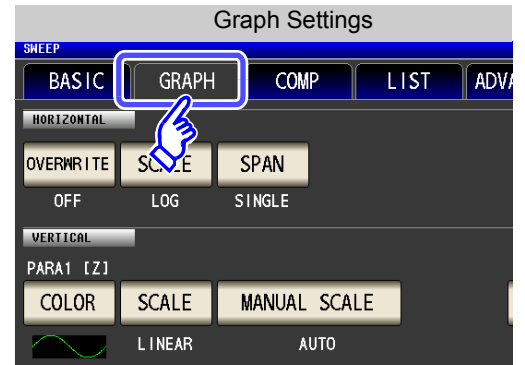 Graph Settings
SWEEP
BASIC GRAPH COMP LIST
HORIZONTAL
OVERWRITE SCALE SPAN
OFF LOG SINGLE
VERTICAL
PARA1 [Z]
COLOR SCALE MANUAL SCALE
LINEAR AUTO